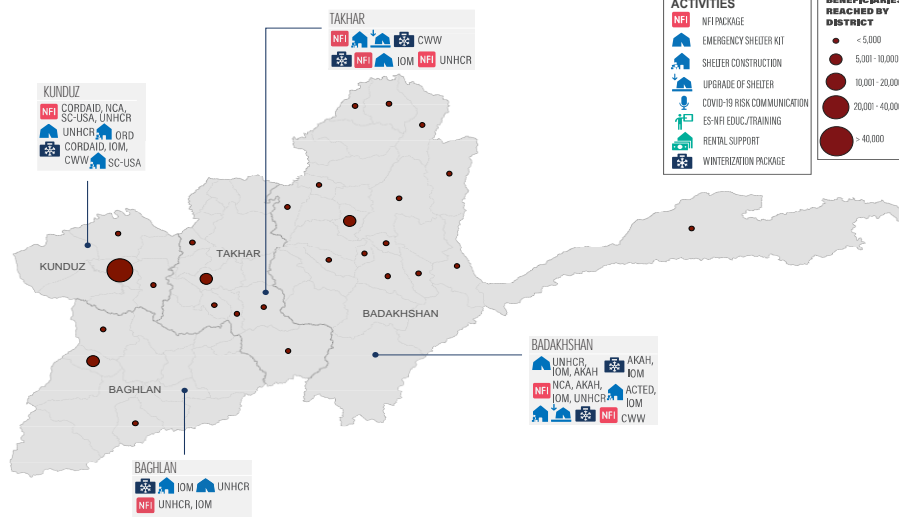 TAKHAR
NFI CWW
NFI IOM NFI UNHCR
KUNDUZ
NFI CORDAID, NCA,
SC-USA, UNHCR
UNHCR ORD
CORDAID, IOM,
CWW SC-USA
ACTIVITIES
NFI NFI PACKAGE
EMERGENCY SHELTER KIT
SHELTER CONSTRUCTION
UPGRADE OF SHELTER
COVID-19 RISK COMMUNICATION
ES-NFI EDUC./TRAINING
RENTAL SUPPORT
WINTERIZATION PACKAGE
REACHED BY
DISTRICT
< 5,000
5,001 - 10,000
10,001 - 20,000
20,001 - 40,000
> 40,000
KUNDUZ
TAKHAR
BADAKHSHAN
BAGHLAN
BADAKHSHAN
UNHCR, AKAH,
IOM, AKAH IOM
NFI NCA, AKAH, ACTED,
IOM, UNHCR IOM
NFI CWW
BAGHLAN
IOM UNHCR
NFI UNHCR, IOM